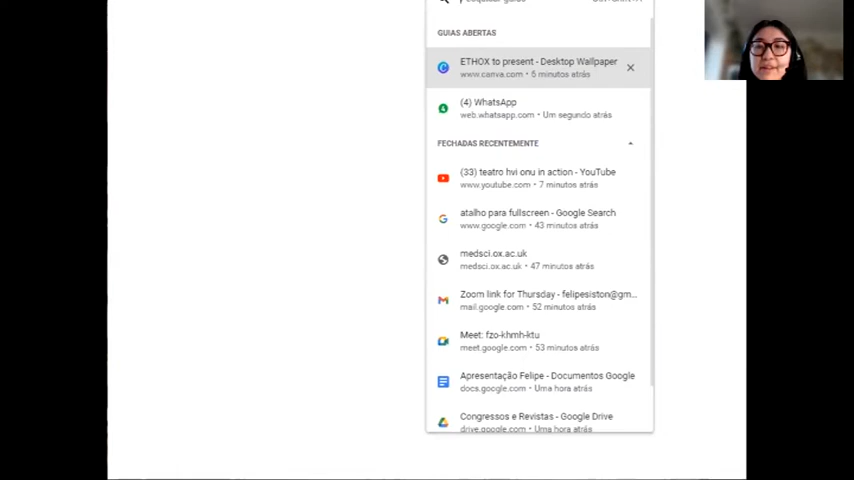 GUIAS ABERTAS
ETHOX to present - Desktop Wallpaper
www.canva.com • 5 minutos atrás
(4) WhatsApp
web.whatsapp.com • Um segundo atrás
FECHADAS RECENTEMENTE
(33) teatro hvi onu in action - YouTube
www.youtube.com • 7 minutos atrás
atalho para fullscreen - Google Search
www.google.com • 43 minutos atrás
medsci.ox.ac.uk
medsci.ox.ac.uk • 47 minutos atrás
Zoom link for Thursday - felipesiston@gm...
mail.google.com • 52 minutos atrás
Meet: fzo-khmh-ktu
meet.google.com • 53 minutos atrás
Apresentação Felipe - Documentos Google
docs.google.com • Uma hora atrás
Congressos e Revistas - Google Drive
drive.google.com • Uma hora atrás